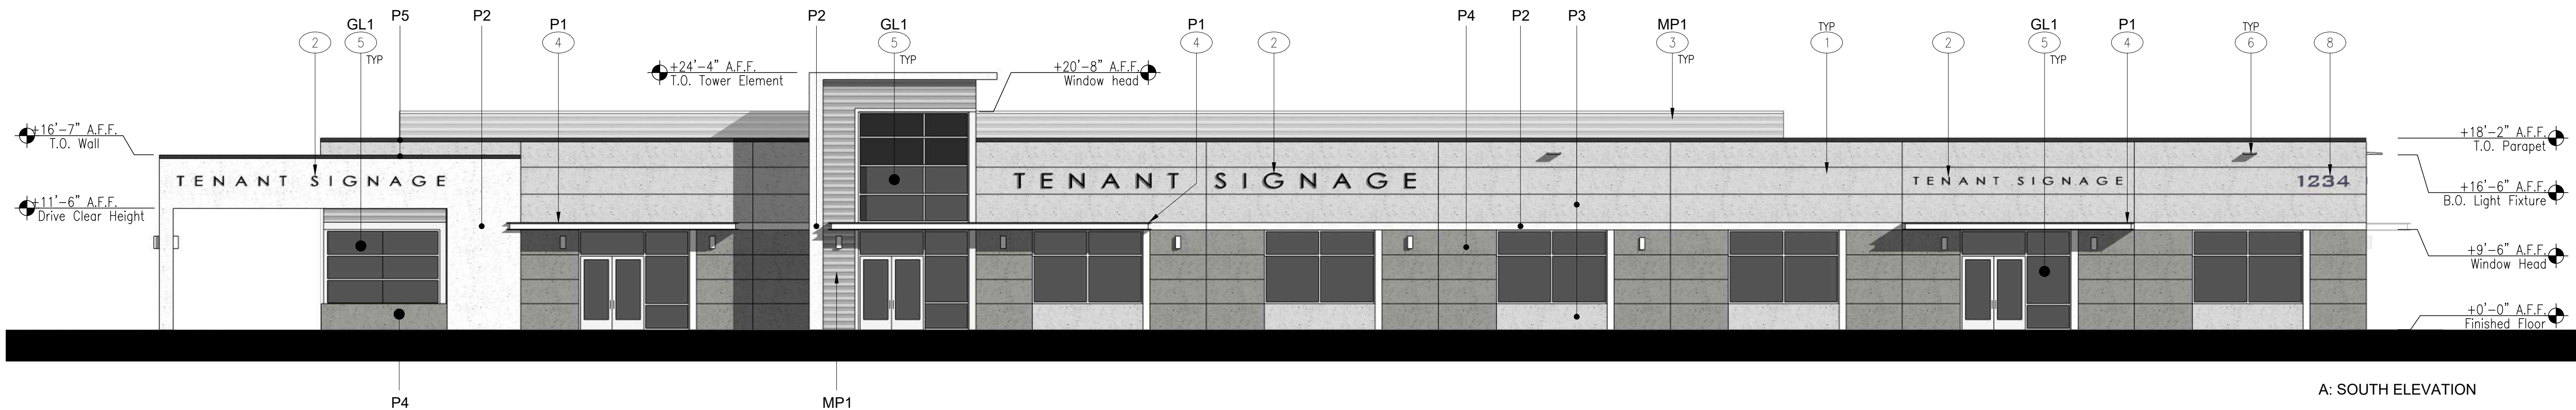 P5
P2
P1
P2
GL1
P1
P4
P2
P3
MP1
TYP
GL1
P1
TYP
GL1
2
5
TYP
4
5
TYP
4
2
3
TYP
1
2
5
TYP
4
6
8
+24'-4" A.F.F.
T.O. Tower Element
+20'-8" A.F.F.
Window head
+16'-7" A.F.F.
T.O. Wall
+18'-2" A.F.F.
T.O. Parapet
TENANT SIGNAGE
TENANT SIGNAGE
TENANT SIGNAGE
1234
+16'-6" A.F.F.
B.O. Light Fixture
+11'-6" A.F.F.
Drive Clear Height
+9'-6" A.F.F.
Window Head
+0'-0" A.F.F.
Finished Floor
A: SOUTH ELEVATION
P4
MP1